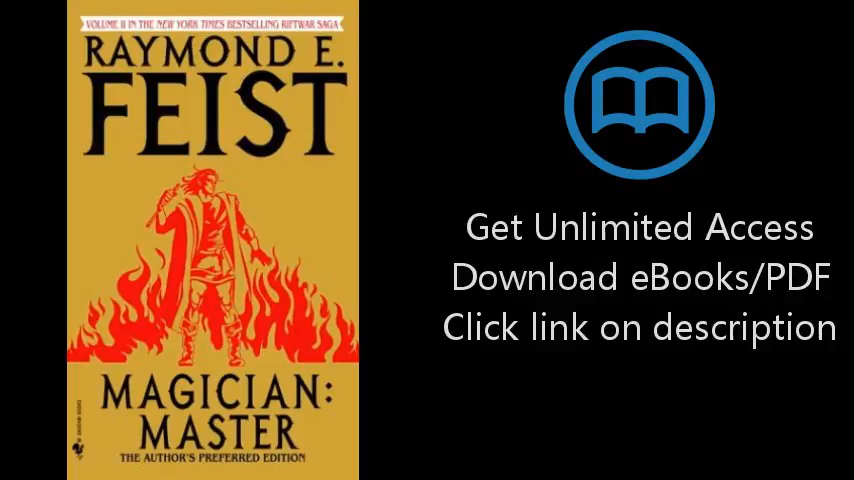 VOLUME II IN THE NEW YORK TIMES BESTSELLING RIFTWAR SAGA
RAYMOND E.
FEIST
MAGICIAN:
MASTER
THE AUTHOR'S PREFERRED EDITION
Get Unlimited Access
Download eBooks/PDF
Click link on description